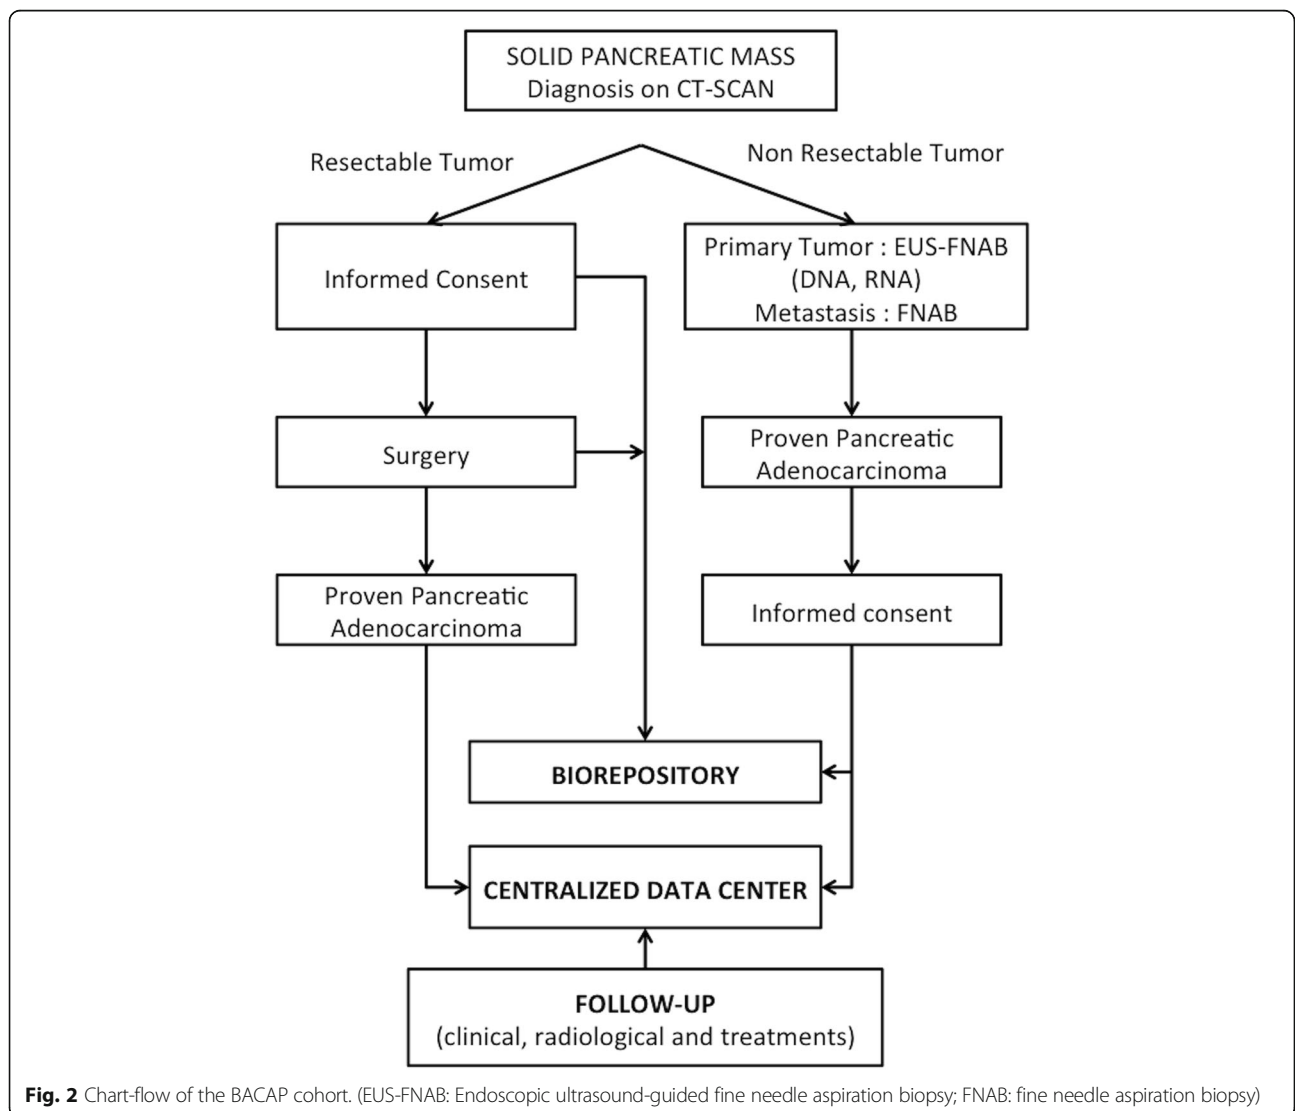 SOLID PANCREATIC MASS
Diagnosis on CT-SCAN
Resectable Tumor
Non Resectable Tumor
Informed Consent
Primary Tumor : EUS-FNAB
(DNA, RNA)
Metastasis : FNAB
Surgery
Proven Pancreatic
Adenocarcinoma
Proven Pancreatic
Adenocarcinoma
Informed consent
BIOREPOSITORY
CENTRALIZED DATA CENTER
FOLLOW-UP
(clinical, radiological and treatments)
Fig. 2 Chart-flow of the BACAP cohort. (EUS-FNAB: Endoscopic ultrasound-guided fine needle aspiration biopsy; FNAB: fine needle aspiration biopsy)